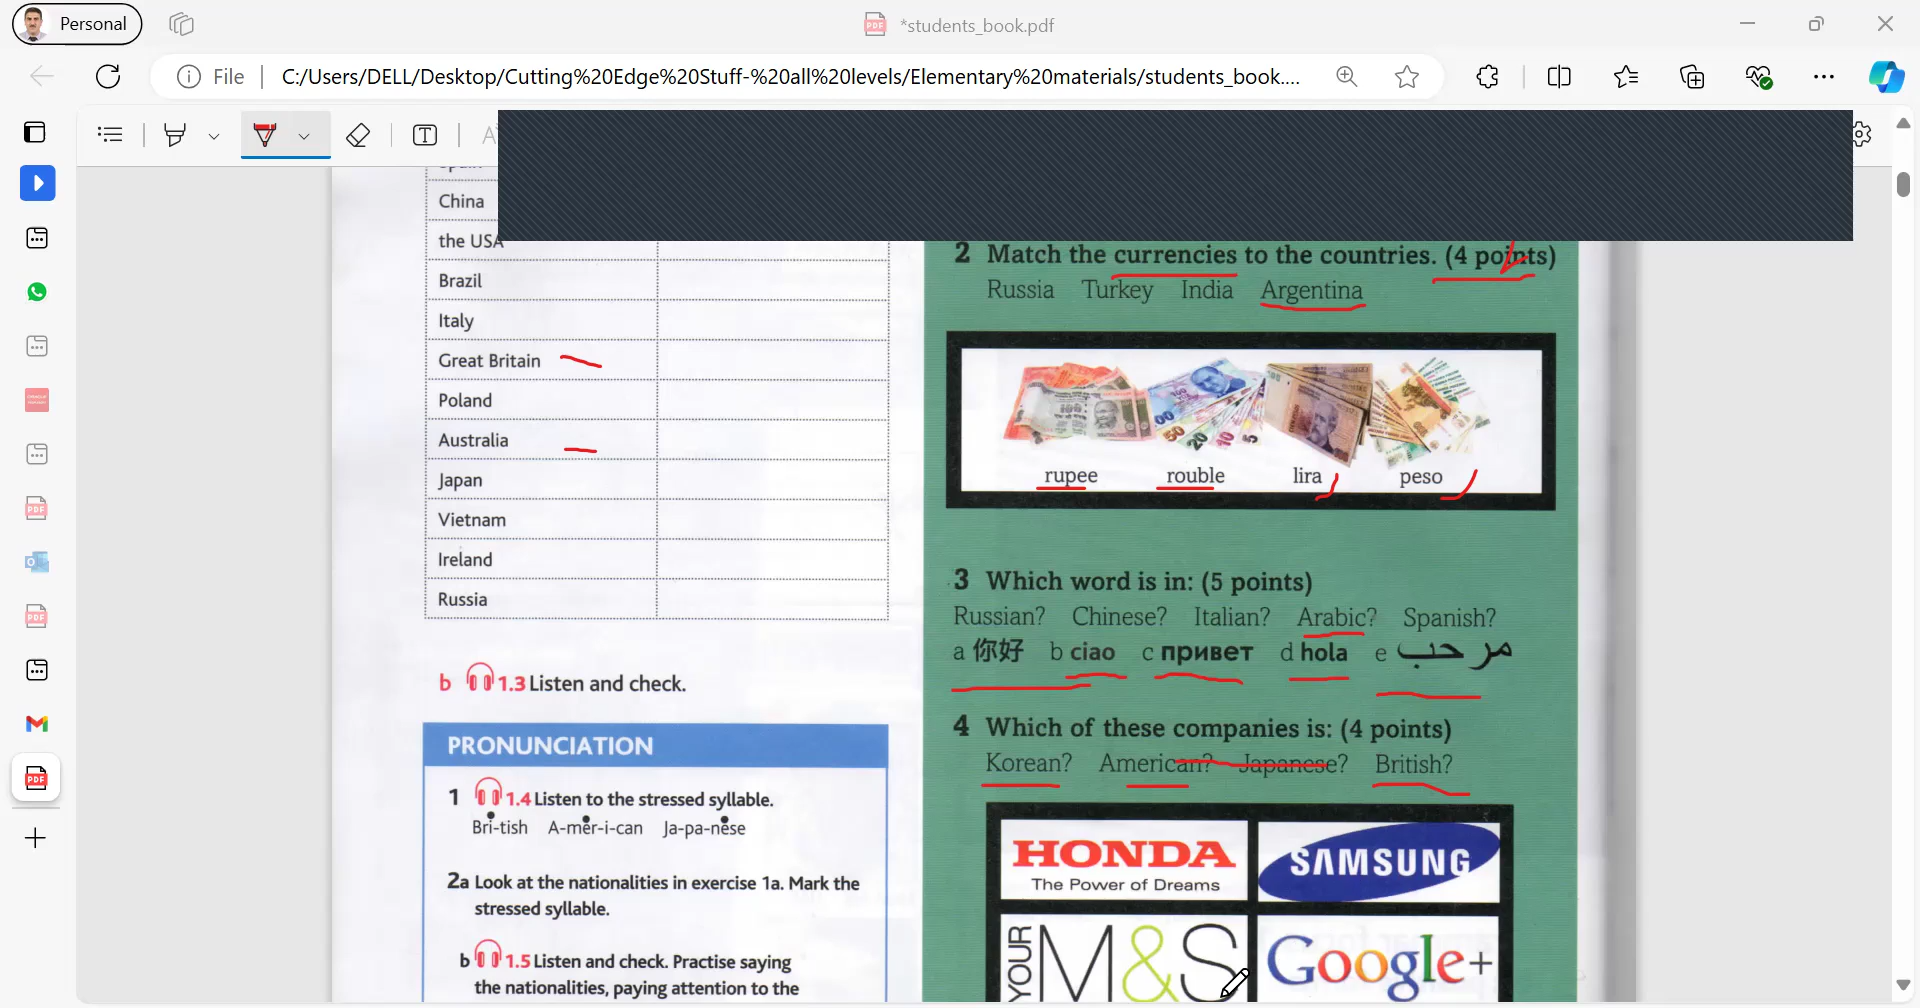 Personal
*students_book.pdf
File
C:/Users/DELL/Desktop/Cutting%20Edge%20Stuff-%20all%20levels/Elementary%20materials/students_book....
China
the USA
Brazil
Italy
Great Britain
Poland
Australia
Japan
Vietnam
Ireland
Russia
b 1.3 Listen and check.
PRONUNCIATION
1 1.4 Listen to the stressed syllable.
Bri-tish A-mer-i-can Ja-pa-nese
2a Look at the nationalities in exercise 1a. Mark the
stressed syllable.
b 1.5 Listen and check. Practise saying
the nationalities, paying attention to the
2 Match the currencies to the countries. (4 points)
Russia Turkey India Argentina
rupee rouble lira peso
3 Which word is in: (5 points)
Russian? Chinese? Italian? Arabic? Spanish?
a 你好 b ciao c привет d hola e مرحب
4 Which of these companies is: (4 points)
Korean? American? Japanese? British?
HONDA
The Power of Dreams
SAMSUNG
YOUR
M&S
Google+